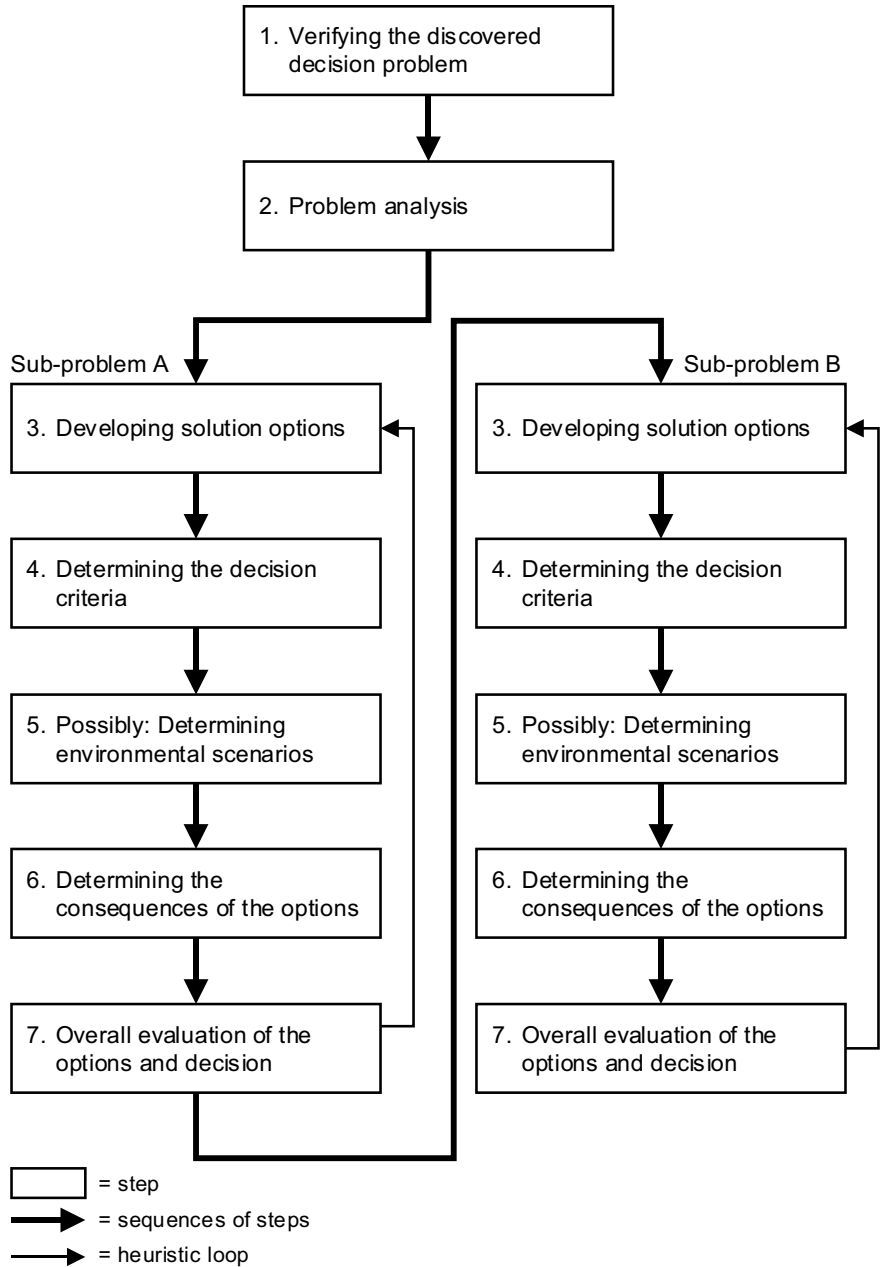 1. Verifying the discovered
decision problem
2. Problem analysis
Sub-problem A
3. Developing solution options
4. Determining the decision
criteria
5. Possibly: Determining
environmental scenarios
6. Determining the
consequences of the options
7. Overall evaluation of the
options and decision
Sub-problem B
3. Developing solution options
4. Determining the decision
criteria
5. Possibly: Determining
environmental scenarios
6. Determining the
consequences of the options
7. Overall evaluation of the
options and decision
= step
= sequences of steps
= heuristic loop